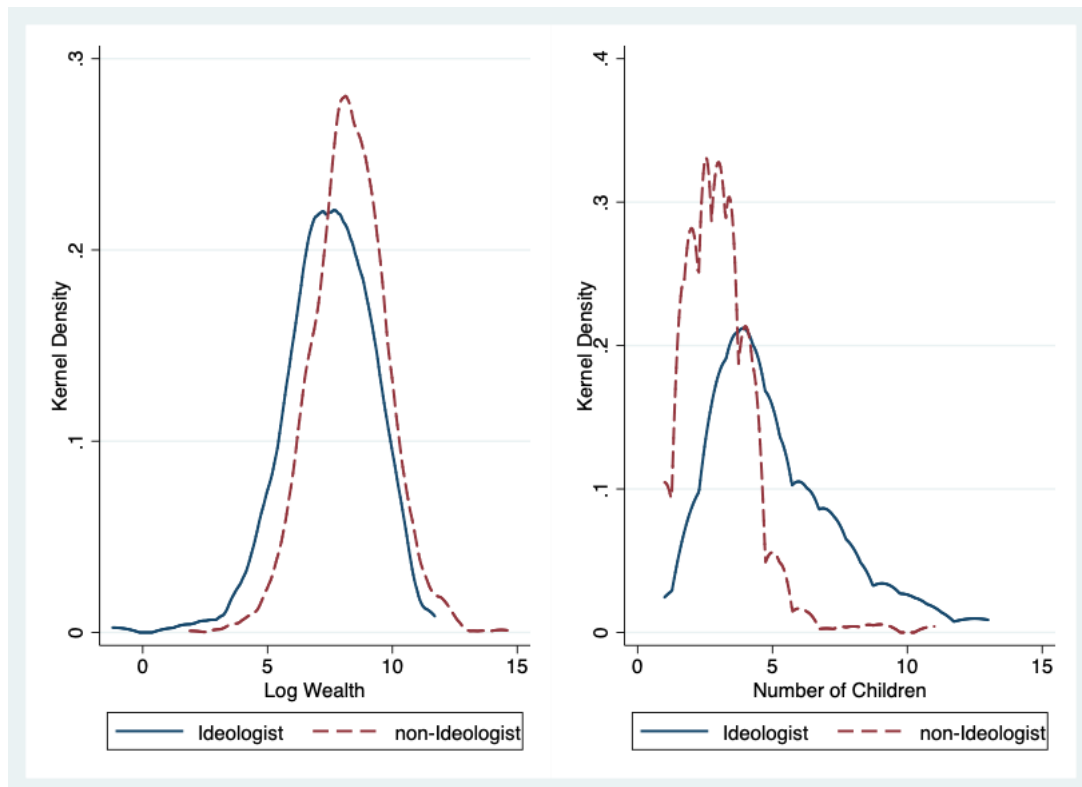 Kernel Density
.3
.2
.1
0
0 5 10 15
Log Wealth
Ideologist non-Ideologist
Kernel Density
.4
.3
.2
.1
0
0 5 10 15
Number of Children
Ideologist non-Ideologist